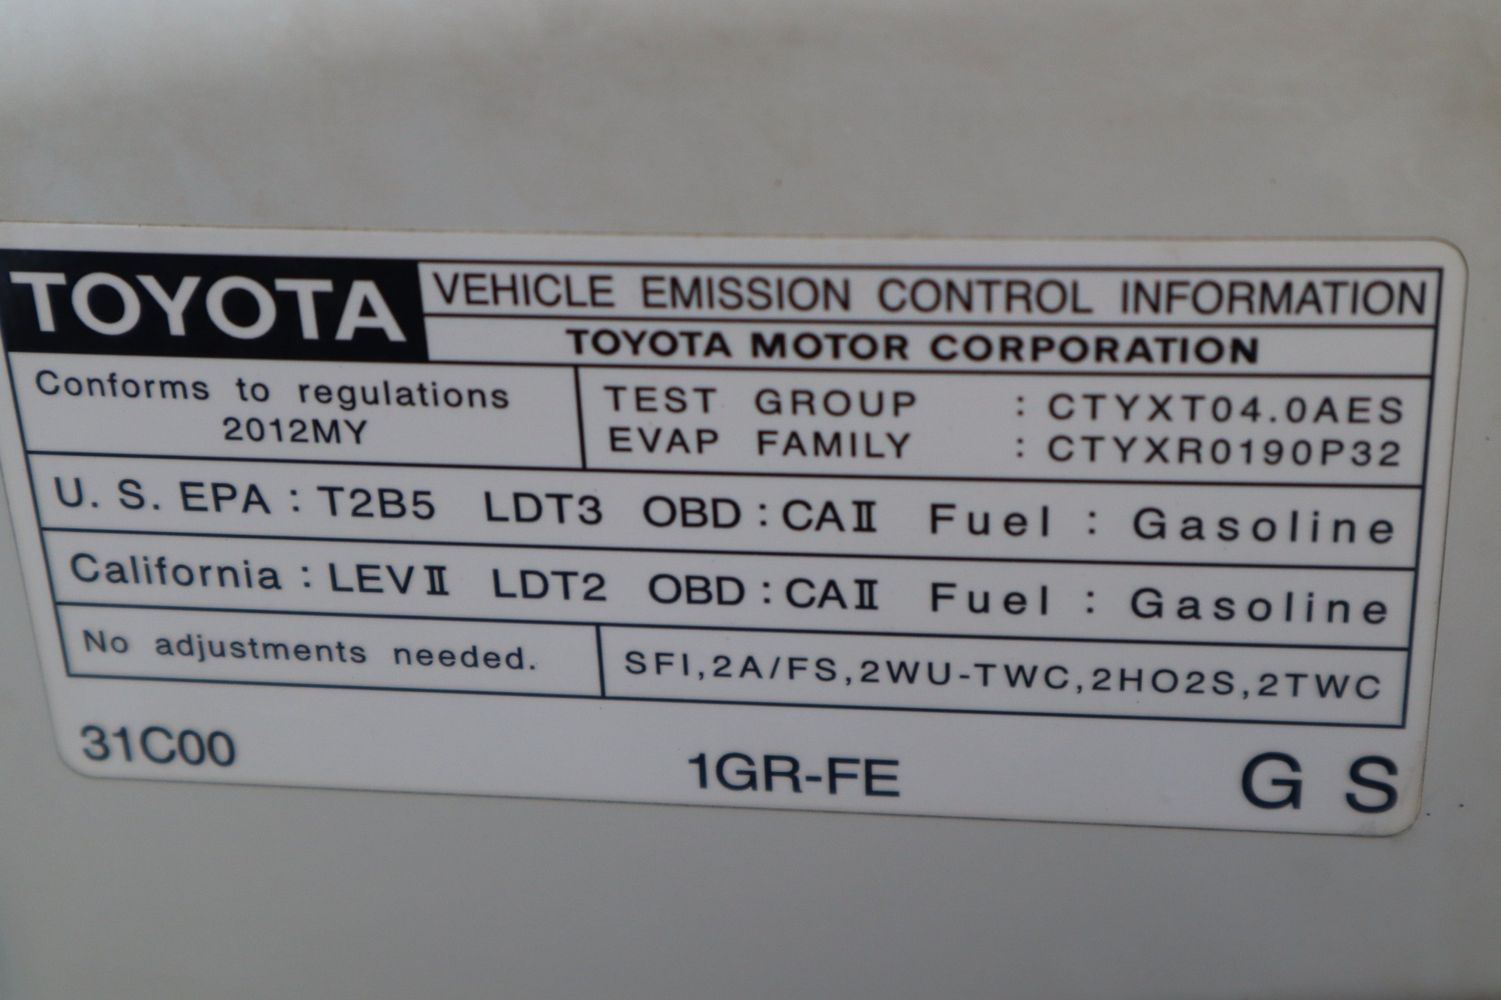 TOYOTA VEHICLE EMISSION CONTROL INFORMATION
TOYOTA MOTOR CORPORATION
Conforms to regulations
2012MY
TEST GROUP : CTYXT04.0AES
EVAP FAMILY : CTYXR0190P32
U. S. EPA : T2B5 LDT3 OBD : CAⅡ Fuel : Gasoline
California : LEVⅡ LDT2 OBD : CAⅡ Fuel : Gasoline
No adjustments needed.
SFI,2A/FS,2WU-TWC,2HO2S,2TWC
31C00 1GR-FE G S